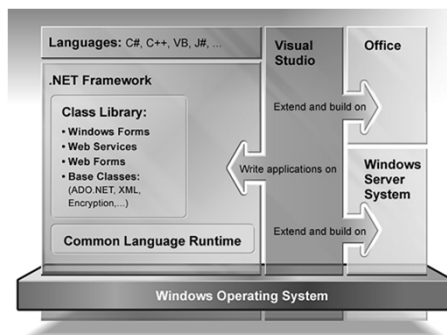 Languages: C#, C++, VB, J#, ...
.NET Framework
Class Library:
• Windows Forms
• Web Services
• Web Forms
• Base Classes:
(ADO.NET, XML,
Encryption,...)
Common Language Runtime
Visual
Studio
Extend and build on
Write applications on
Extend and build on
Office
Windows
Server
System
Windows Operating System